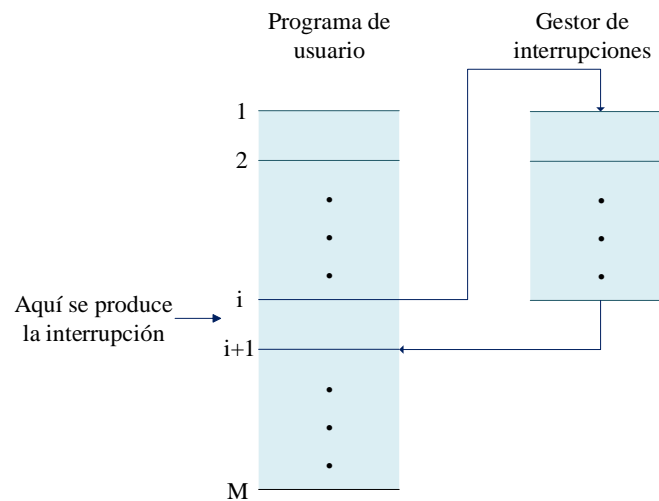 Programa de
usuario
Gestor de
interrupciones
1
2
i
Aquí se produce
la interrupción
i+1
M